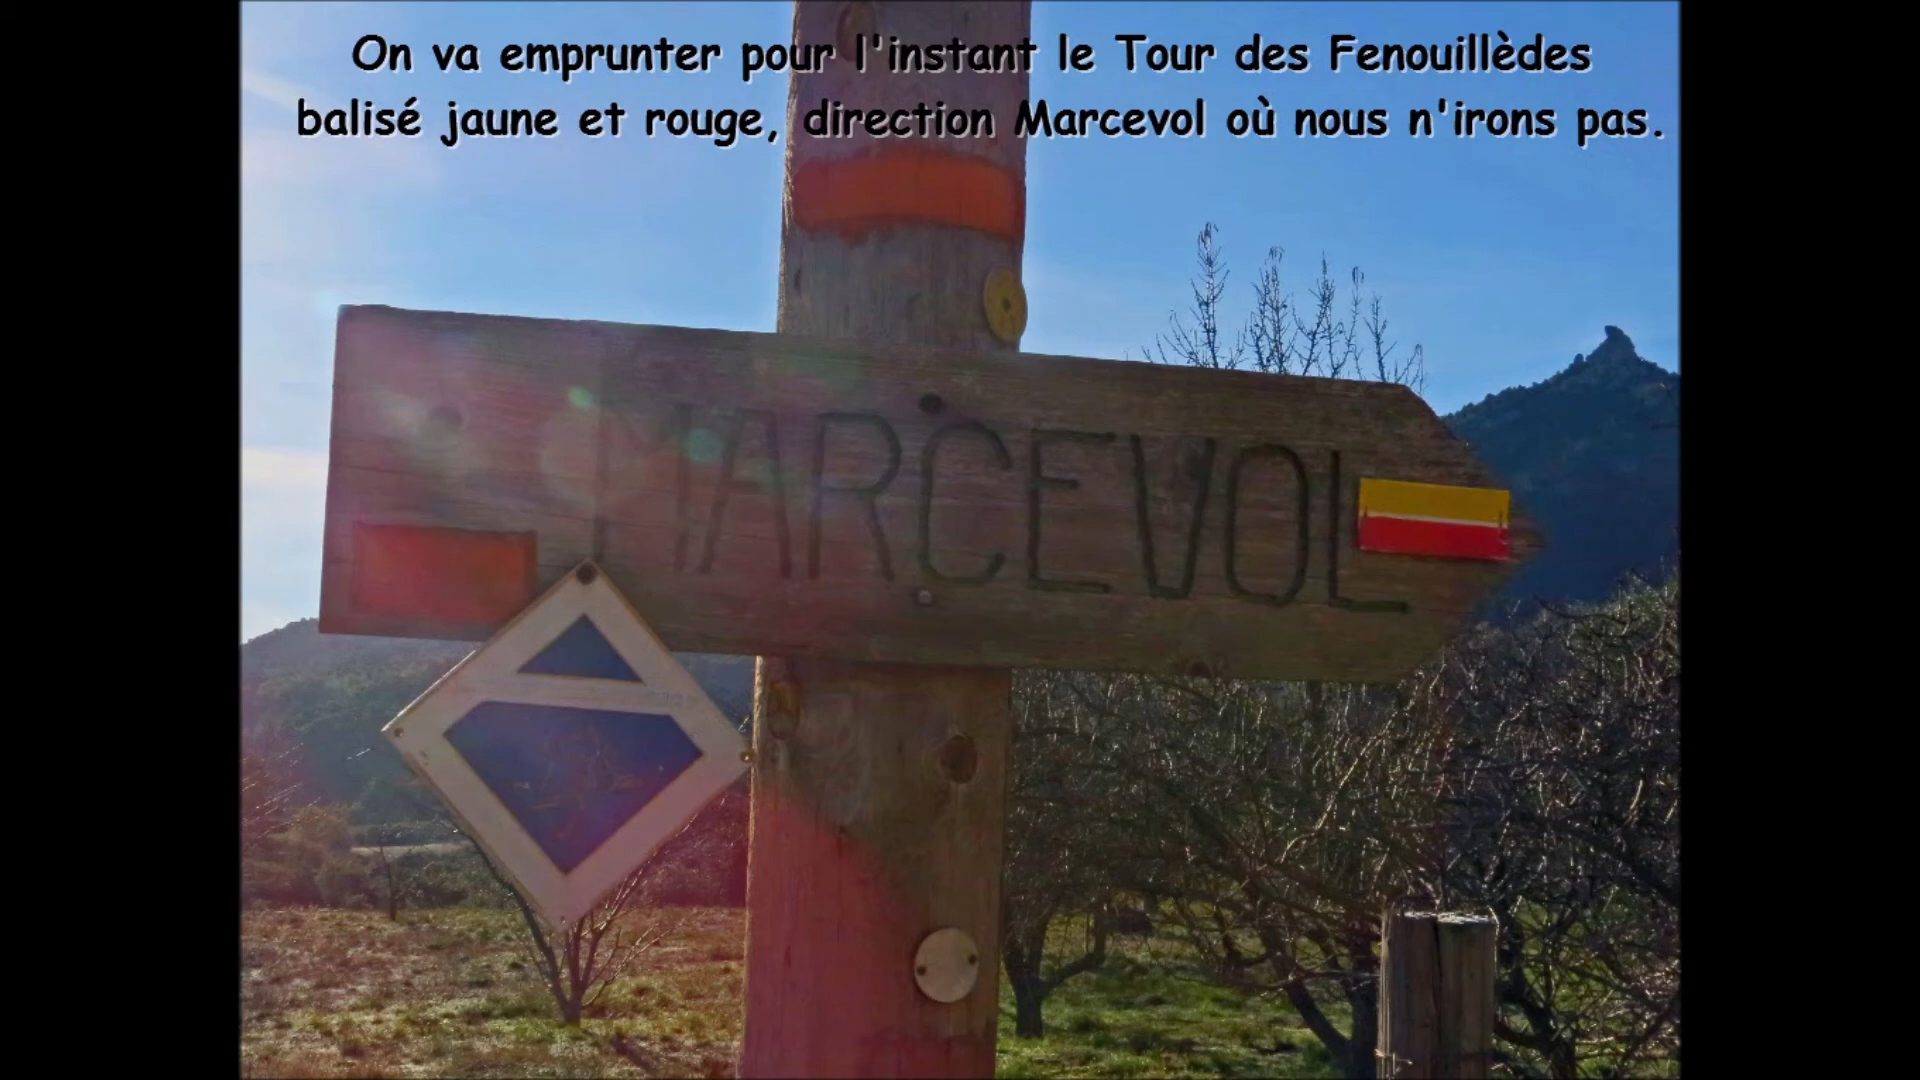 On va emprunter pour l'instant le Tour des Fenouillèdes
balisé jaune et rouge, direction Marcevol où nous n'irons pas.
MARCEVOL